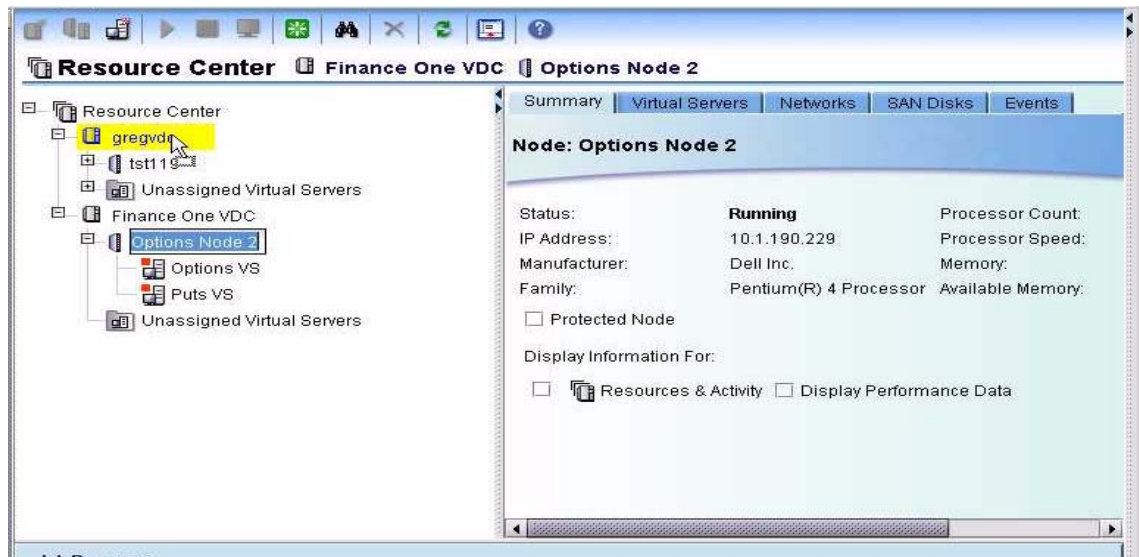 Resource Center Finance One VDC Options Node 2
Resource Center
gregvdc
tst119
Unassigned Virtual Servers
Finance One VDC
Options Node 2
Options VS
Puts VS
Unassigned Virtual Servers
Summary Virtual Servers Networks SAN Disks Events
Node: Options Node 2
Status: Running Processor Count:
IP Address: 10.1.190.229 Processor Speed:
Manufacturer: Dell Inc. Memory:
Family: Pentium(R) 4 Processor Available Memory:
Protected Node
Display Information For:
Resources & Activity Display Performance Data